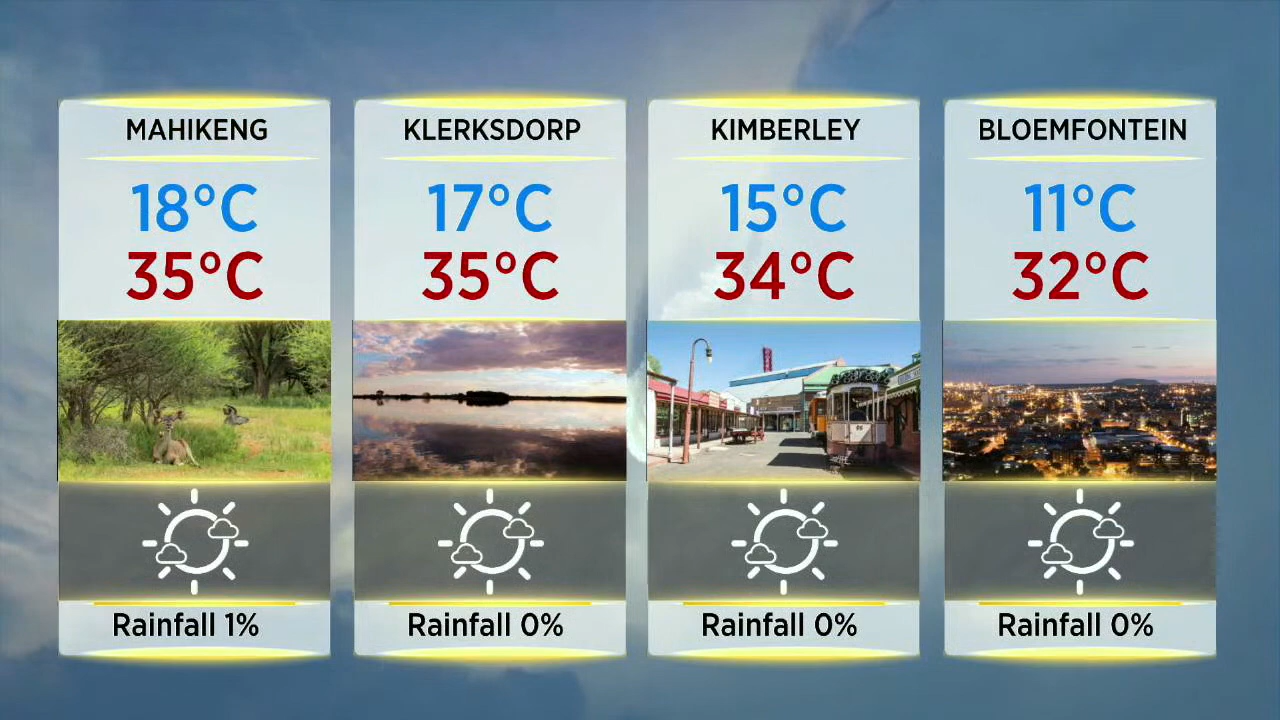 MAHIKENG
18°C
35°C
Rainfall 1%
KLERKSDORP
17°C
35°C
Rainfall 0%
KIMBERLEY
15°C
34°C
Rainfall 0%
BLOEMFONTEIN
11°C
32°C
Rainfall 0%